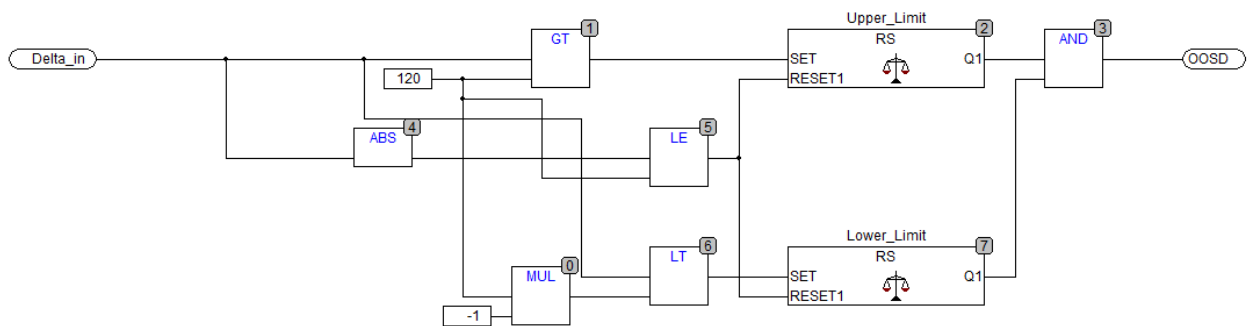 Upper_Limit
1 2 3
GT RS AND
Delta_in SET Q1 OOSD
120 RESET1
4 5
ABS LE
Lower_Limit
6 7
LT RS
0
MUL SET Q1
RESET1
-1